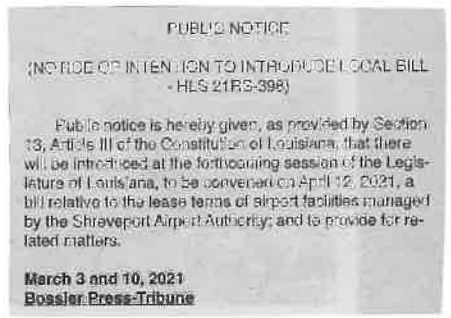 PUBLIC NOTICE
(NOTICE OF INTENTION TO INTRODUCE LOCAL BILL
- HLS 21RS-398)
Public notice is hereby given, as provided by Section
13, Article III of the Constitution of Louisiana, that there
will be introduced at the forthcoming session of the Legis-
lature of Louisiana, to be convened on April 12, 2021, a
bill relative to the lease terms of airport facilities managed
by the Shreveport Airport Authority; and to provide for re-
lated matters.
March 3 and 10, 2021
Bossier Press-Tribune